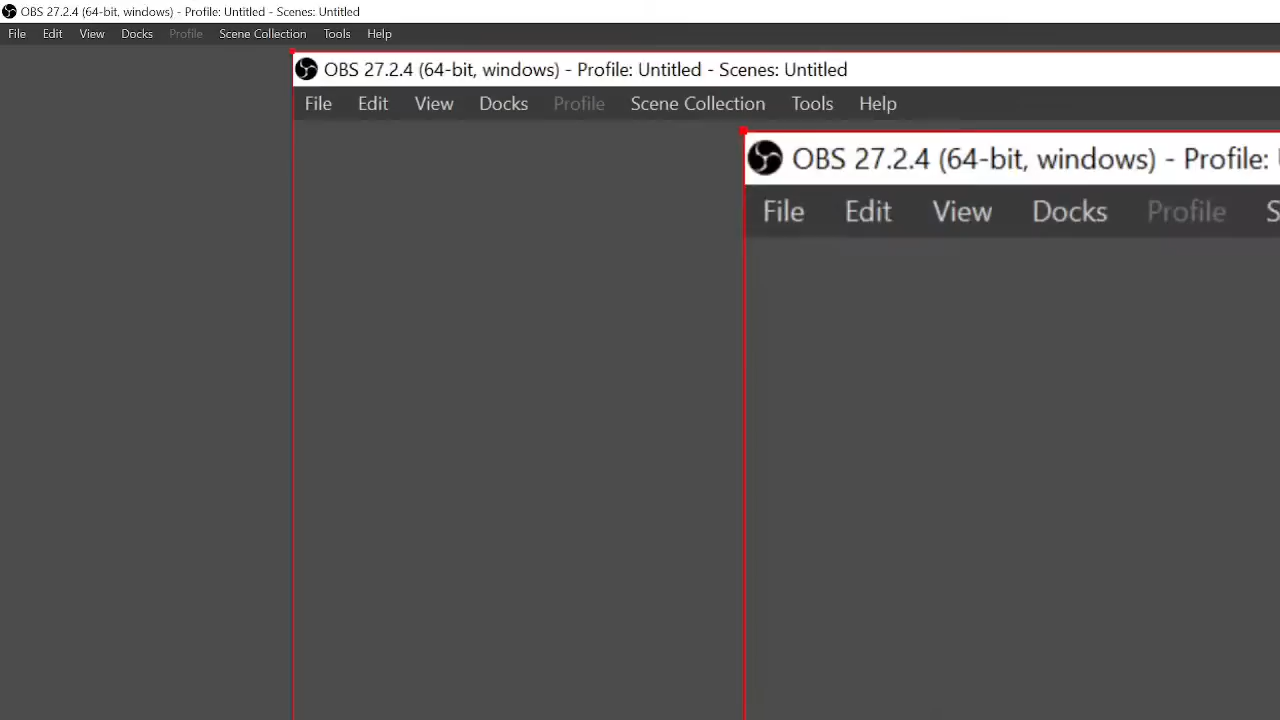 OBS 27.2.4 (64-bit, windows) - Profile: Untitled - Scenes: Untitled
File Edit View Docks Profile Scene Collection Tools Help
OBS 27.2.4 (64-bit, windows) - Profile: Untitled - Scenes: Untitled
File Edit View Docks Profile Scene Collection Tools Help
OBS 27.2.4 (64-bit, windows) - Profile:
File Edit View Docks Profile